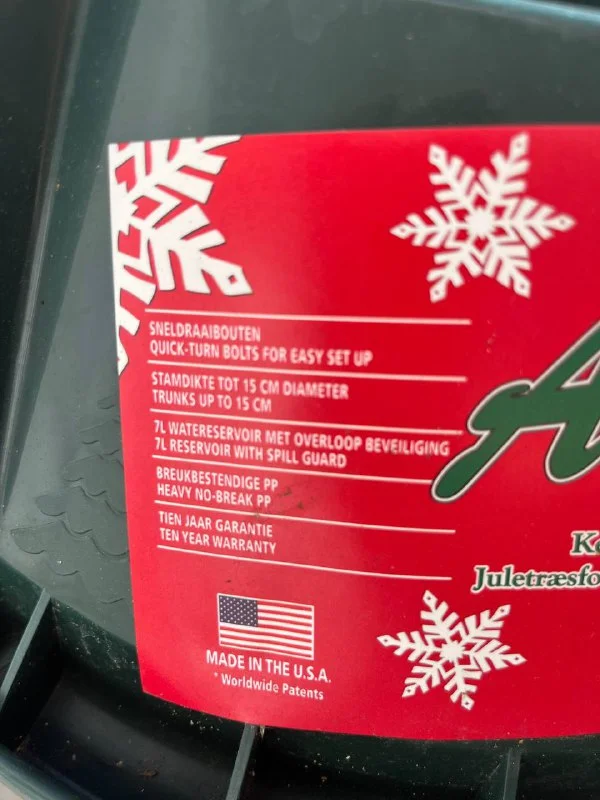 SNELDRAAIBOUTEN
QUICK-TURN BOLTS FOR EASY SET UP
STAMDIKTE TOT 15 CM DIAMETER
TRUNKS UP TO 15 CM
7L WATERESERVOIR MET OVERLOOP BEVEILIGING
7L RESERVOIR WITH SPILL GUARD
BREUKBESTENDIGE PP
HEAVY NO-BREAK PP
TIEN JAAR GARANTIE
TEN YEAR WARRANTY
A
K
Juletræsfo
MADE IN THE U.S.A.
* Worldwide Patents